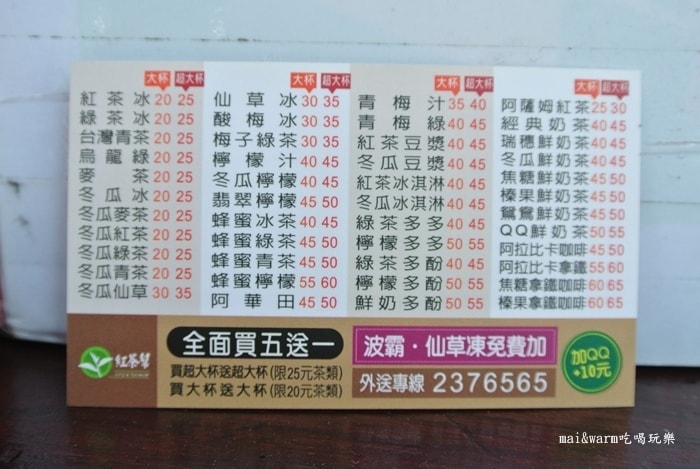 大杯 超大杯
紅茶冰 20 25
綠茶冰 20 25
台灣青茶 20 25
烏龍綠 20 25
麥茶 20 25
冬瓜冰 20 25
冬瓜麥茶 20 25
冬瓜紅茶 20 25
冬瓜綠茶 20 25
冬瓜青茶 20 25
冬瓜仙草 30 35
大杯 超大杯
仙草冰 30 35
酸梅冰 30 35
梅子綠茶 30 35
檸檬汁 40 45
冬瓜檸檬 40 45
翡翠檸檬 45 50
蜂蜜冰茶 40 45
蜂蜜綠茶 45 50
蜂蜜青茶 45 50
蜂蜜檸檬 55 60
阿華田 45 50
大杯 超大杯
青梅汁 35 40
青梅綠 40 45
紅茶豆漿 40 45
冬瓜豆漿 40 45
紅茶冰淇淋 40 45
冬瓜冰淇淋 40 45
綠茶多多 40 45
檸檬多多 50 55
綠茶多酚 40 45
檸檬多酚 50 55
鮮奶多酚 50 55
大杯 超大杯
阿薩姆紅茶 25 30
經典奶茶 40 45
瑞穗鮮奶茶 40 45
冬瓜鮮奶茶 40 45
焦糖鮮奶茶 50 55
榛果鮮奶茶 50 55
鴛鴦鮮奶茶 45 50
QQ鮮奶茶 50 55
阿拉比卡咖啡 45 50
阿拉比卡拿鐵 55 60
焦糖拿鐵咖啡 60 65
榛果拿鐵咖啡 60 65
紅茶幫
全面買五送一
買超大杯送超大杯(限25元茶類)
買大杯送大杯(限20元茶類)
波霸·仙草凍免費加
外送專線 2376565
加QQ
+10元
mai&warm吃喝玩樂